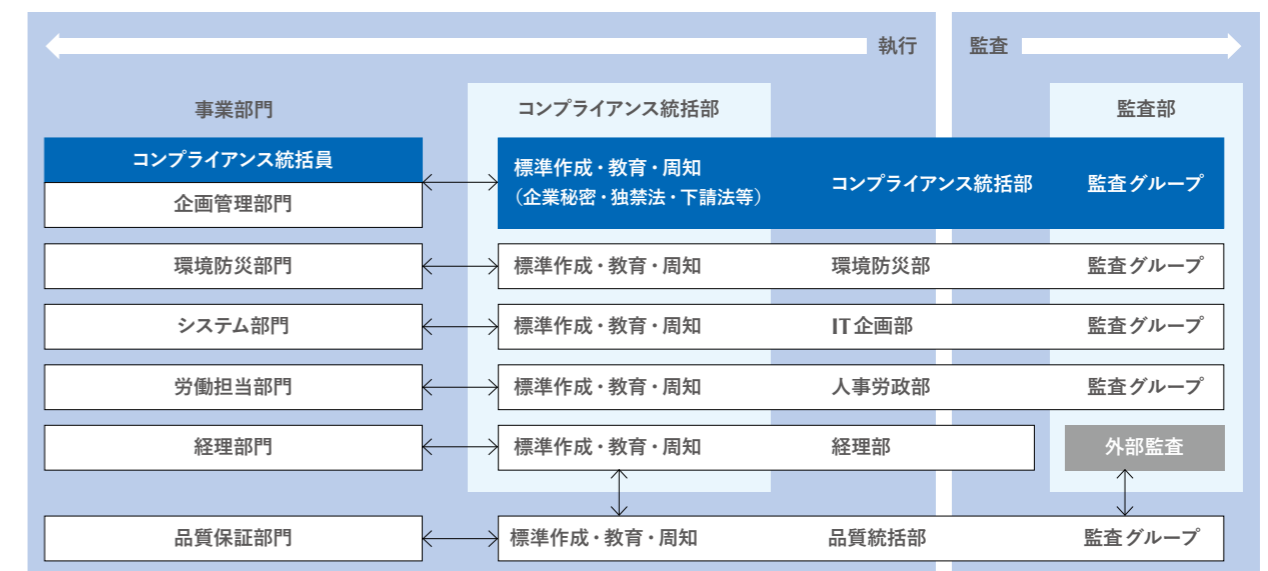 執行
監査
事業部門
コンプライアンス統括部
監査部
コンプライアンス統括員
企画管理部門
標準作成・教育・周知
（企業秘密・独禁法・下請法等）
コンプライアンス統括部
監査グループ
環境防災部門
標準作成・教育・周知
環境防災部
監査グループ
システム部門
標準作成・教育・周知
IT企画部
監査グループ
労働担当部門
標準作成・教育・周知
人事労政部
監査グループ
経理部門
標準作成・教育・周知
経理部
外部監査
品質保証部門
標準作成・教育・周知
品質統括部
監査グループ